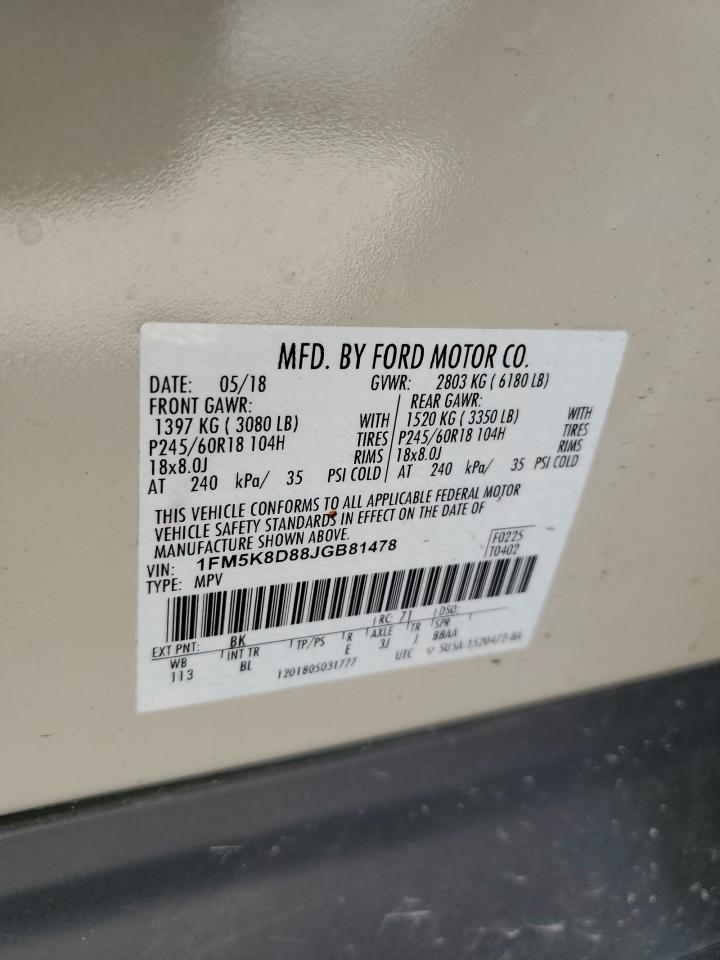 MFD. BY FORD MOTOR CO.
DATE: 05/18 GVWR: 2803 KG ( 6180 LB)
FRONT GAWR: REAR GAWR:
1397 KG ( 3080 LB) WITH 1520 KG ( 3350 LB) WITH
P245/60R18 104H TIRES P245/60R18 104H TIRES
18x8.0J RIMS 18x8.0J RIMS
AT 240 kPa/ 35 PSI COLD AT 240 kPa/ 35 PSI COLD
THIS VEHICLE CONFORMS TO ALL APPLICABLE FEDERAL MOTOR
VEHICLE SAFETY STANDARDS IN EFFECT ON THE DATE OF
MANUFACTURE SHOWN ABOVE.
VIN: 1FM5K8D88JGB81478 F0225
TYPE: MPV T0402
EXT PNT: BK RC: 71 DSO:
WB INT TR TP/PS R AXLE TR SPR
113 BL E 3J J BBAA
1201805031777 UTC